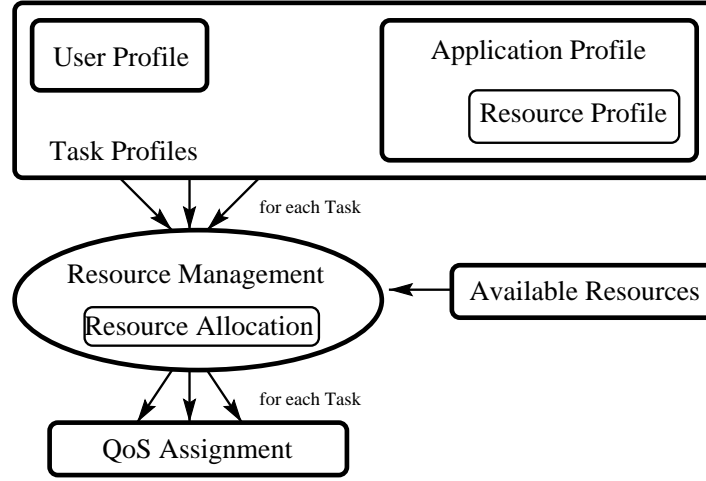 User Profile
Application Profile
Resource Profile
Task Profiles
for each Task
Resource Management
Resource Allocation
Available Resources
for each Task
QoS Assignment